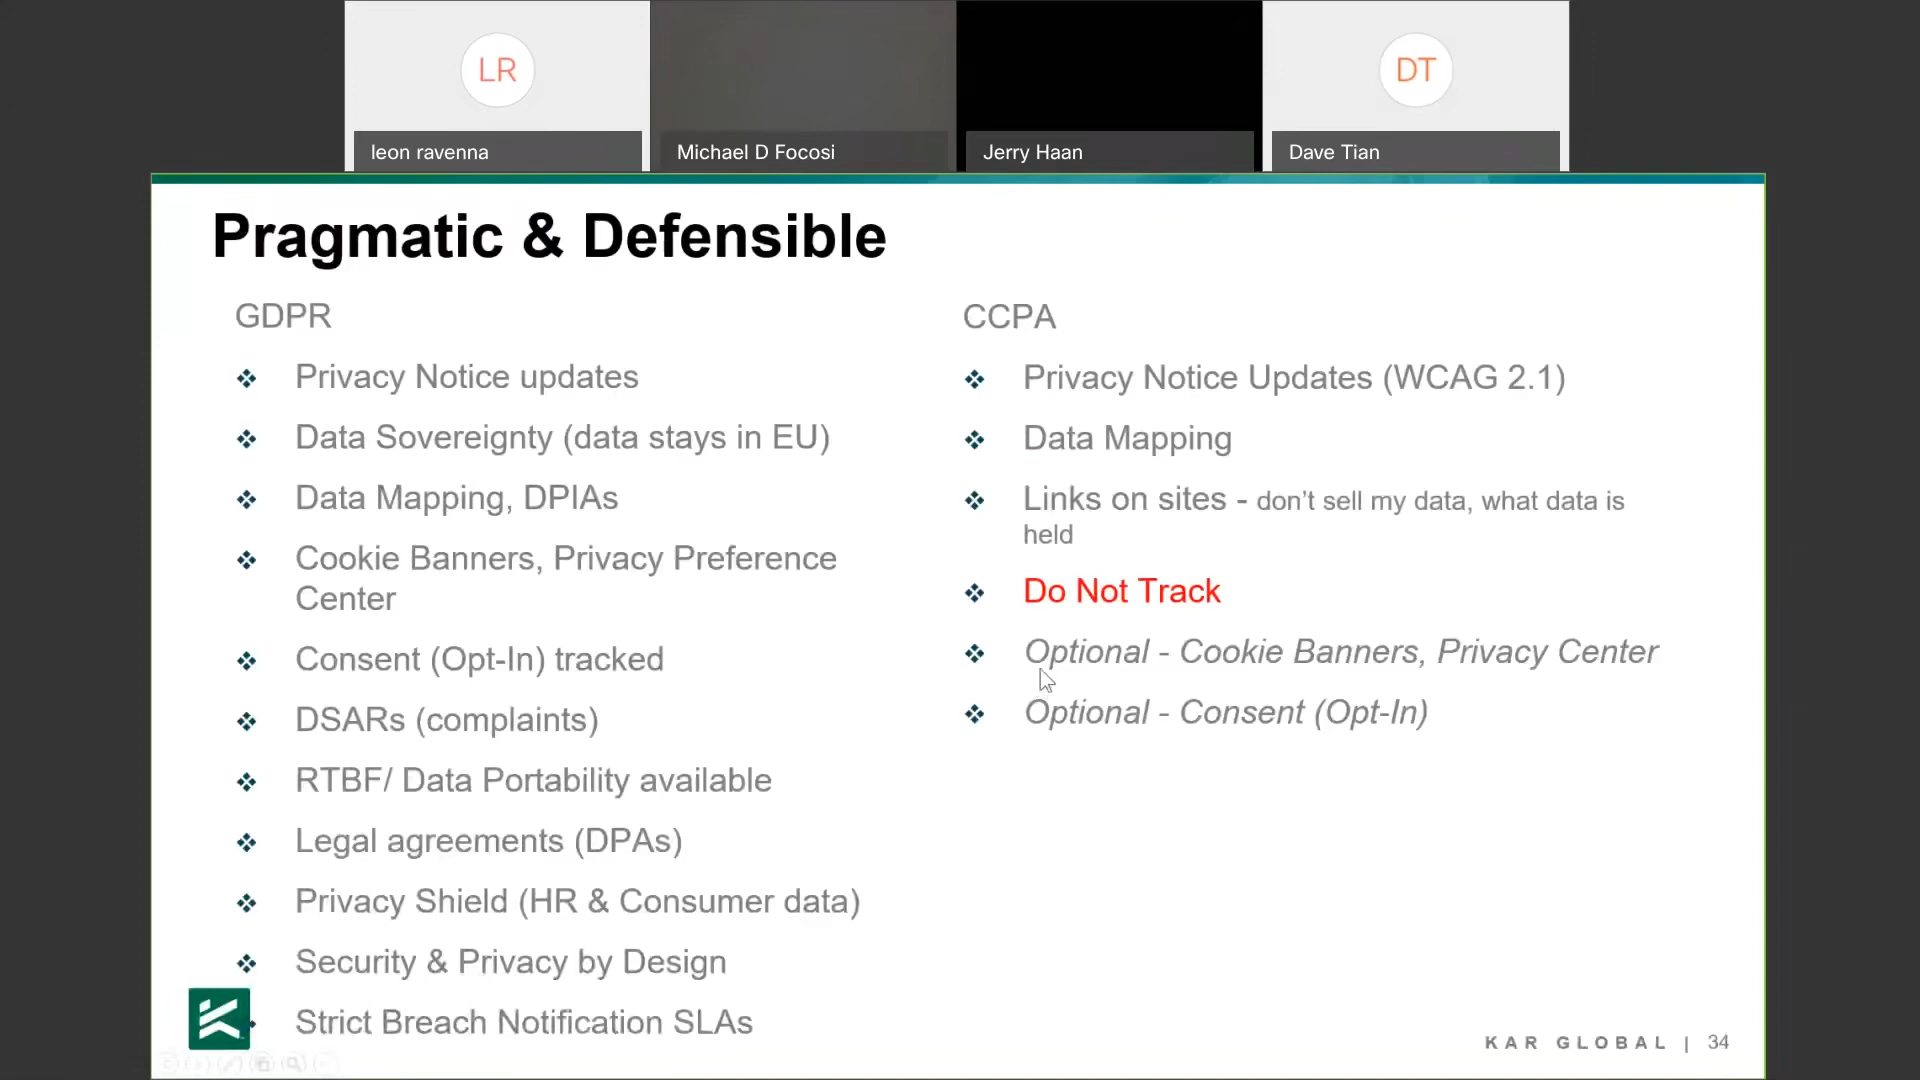 LR
DT
leon ravenna
Michael D Focosi
Jerry Haan
Dave Tian
Pragmatic & Defensible
GDPR
Privacy Notice updates
Data Sovereignty (data stays in EU)
Data Mapping, DPIAs
Cookie Banners, Privacy Preference
Center
Consent (Opt-In) tracked
DSARs (complaints)
RTBF/ Data Portability available
Legal agreements (DPAs)
Privacy Shield (HR & Consumer data)
Security & Privacy by Design
Strict Breach Notification SLAs
CCPA
Privacy Notice Updates (WCAG 2.1)
Data Mapping
Links on sites - don’t sell my data, what data is
held
Do Not Track
Optional - Cookie Banners, Privacy Center
Optional - Consent (Opt-In)
KAR GLOBAL | 34